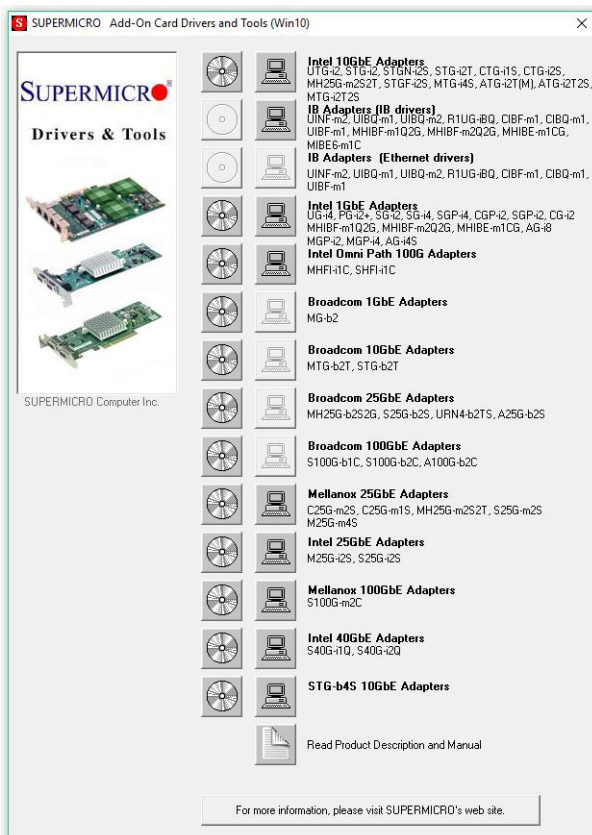 SUPERMICRO Add-On Card Drivers and Tools (Win10)
SUPERMICRO®
Drivers & Tools
SUPERMICRO Computer Inc.
Intel 10GbE Adapters
UTG-i2, STG-i2, STGN-i2S, STG-i2T, CTG-i1S, CTG-i2S,
MH25G-m2S2T, STGF-i2S, MTG-i4S, ATG-i2T(M), ATG-i2T2S,
MTG-i2T2S
IB Adapters (IB drivers)
UINF-m2, UIBQ-m1, UIBQ-m2, R1UG-iBQ, CIBF-m1, CIBQ-m1,
UIBF-m1, MHIBF-m1Q2G, MHIBF-m2Q2G, MHIBE-m1CG,
MIBE6-m1C
IB Adapters (Ethernet drivers)
UINF-m2, UIBQ-m1, UIBQ-m2, R1UG-iBQ, CIBF-m1, CIBQ-m1,
UIBF-m1
Intel 1GbE Adapters
UG-i4, PG-i2+, SG-i2, SG-i4, SGP-i4, CGP-i2, SGP-i2, CG-i2
MHIBF-m1Q2G, MHIBF-m2Q2G, MHIBE-m1CG, AG-i8
MGP-i2, MGP-i4, AG-i4S
Intel Omni Path 100G Adapters
MHFI-i1C, SHFI-i1C
Broadcom 1GbE Adapters
MG-b2
Broadcom 10GbE Adapters
MTG-b2T, STG-b2T
Broadcom 25GbE Adapters
MH25G-b2S2G, S25G-b2S, URN4-b2TS, A25G-b2S
Broadcom 100GbE Adapters
S100G-b1C, S100G-b2C, A100G-b2C
Mellanox 25GbE Adapters
C25G-m2S, C25G-m1S, MH25G-m2S2T, S25G-m2S
M25G-m4S
Intel 25GbE Adapters
M25G-i2S, S25G-i2S
Mellanox 100GbE Adapters
S100G-m2C
Intel 40GbE Adapters
S40G-i1Q, S40G-i2Q
STG-b4S 10GbE Adapters
Read Product Description and Manual
For more information, please visit SUPERMICRO's web site.